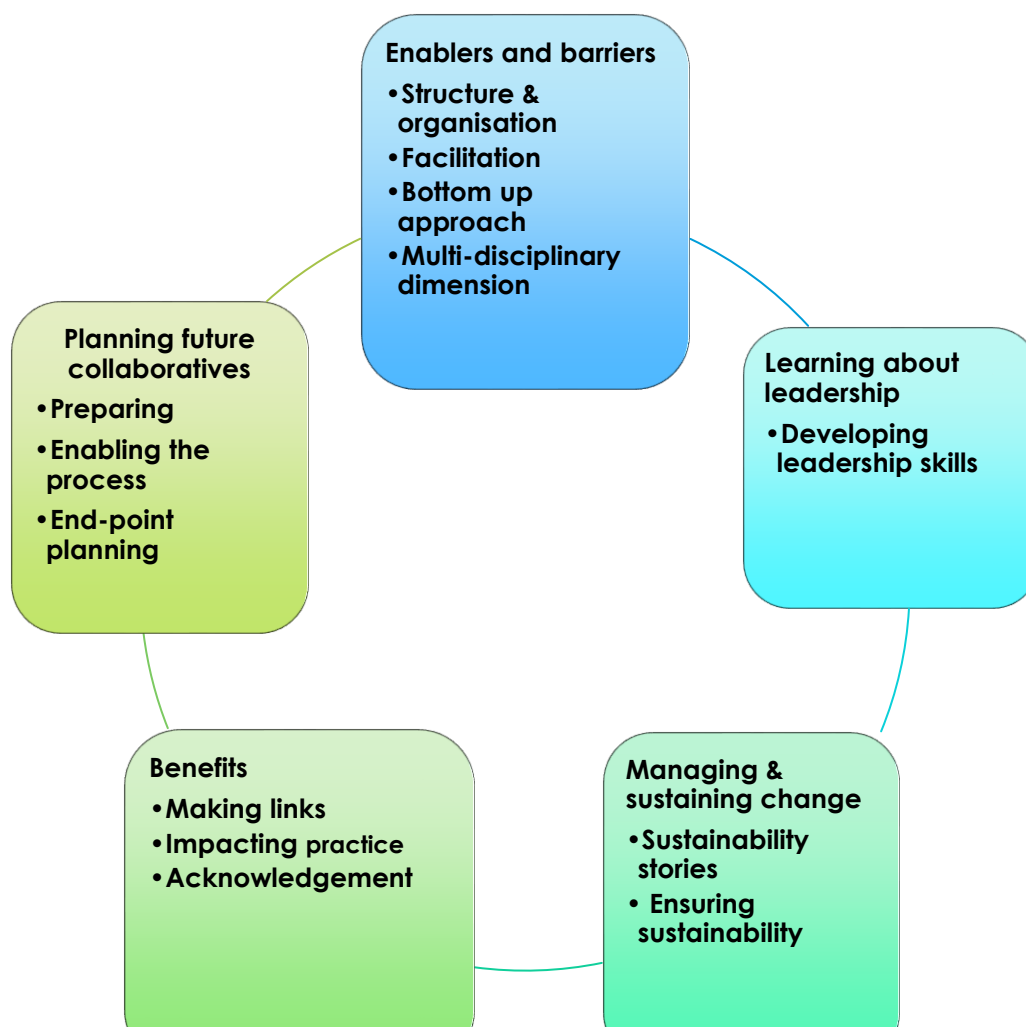 Enablers and barriers
•Structure &
organisation
•Facilitation
•Bottom up
approach
•Multi-disciplinary
dimension
Learning about
leadership
•Developing
leadership skills
Managing &
sustaining change
•Sustainability
stories
• Ensuring
sustainability
Benefits
•Making links
•Impacting practice
•Acknowledgement
Planning future
collaboratives
•Preparing
•Enabling the
process
•End-point
planning